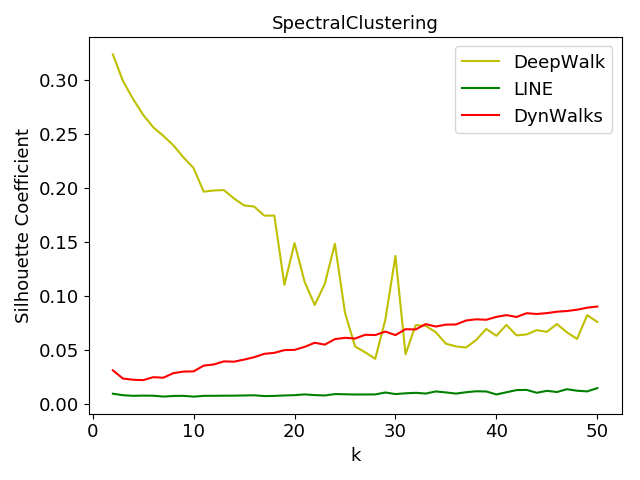 SpectralClustering
DeepWalk
LINE
DynWalks
Silhouette Coefficient
0.30
0.25
0.20
0.15
0.10
0.05
0.00
0 10 20 30 40 50
k